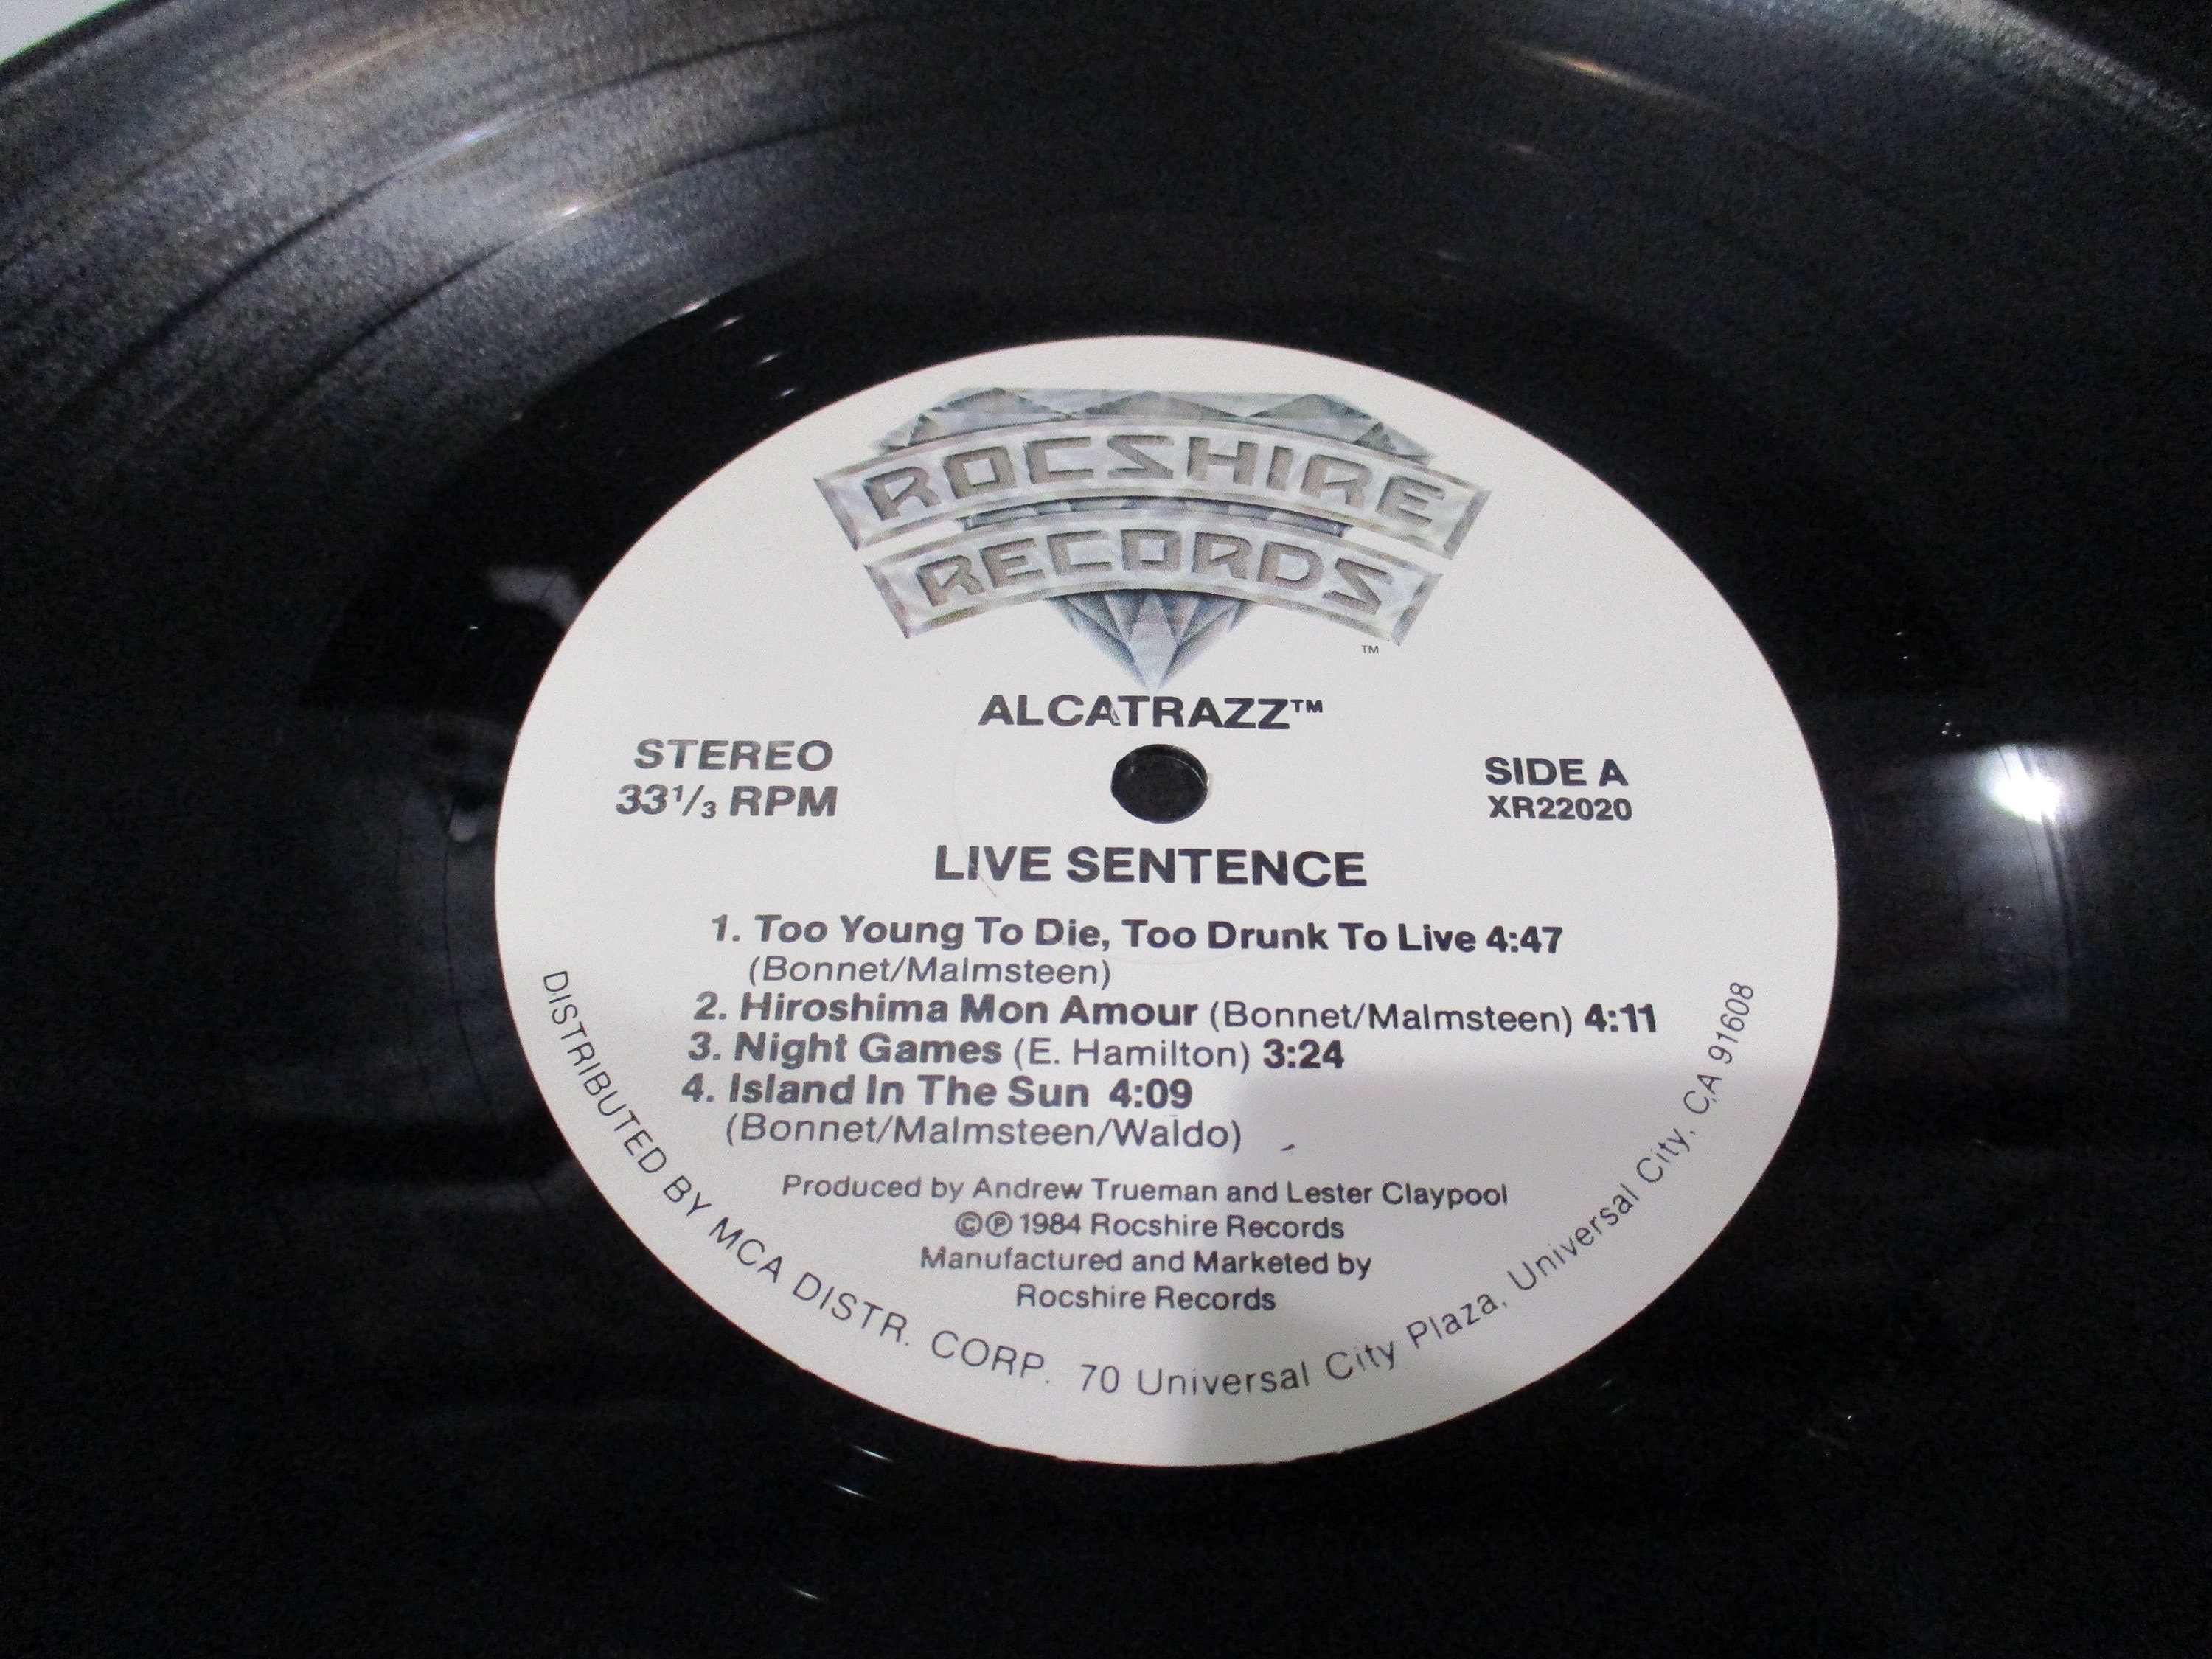 ROCSHIRE
RECORDS
TM
ALCATRAZZ™
STEREO
33⅓ RPM
SIDE A
XR22020
LIVE SENTENCE
1. Too Young To Die, Too Drunk To Live 4:47
(Bonnet/Malmsteen)
2. Hiroshima Mon Amour (Bonnet/Malmsteen) 4:11
3. Night Games (E. Hamilton) 3:24
4. Island In The Sun 4:09
(Bonnet/Malmsteen/Waldo)
Produced by Andrew Trueman and Lester Claypool
©℗ 1984 Rocshire Records
Manufactured and Marketed by
Rocshire Records
DISTRIBUTED BY MCA DISTR. CORP. 70 Universal City Plaza, Universal City, CA 91608